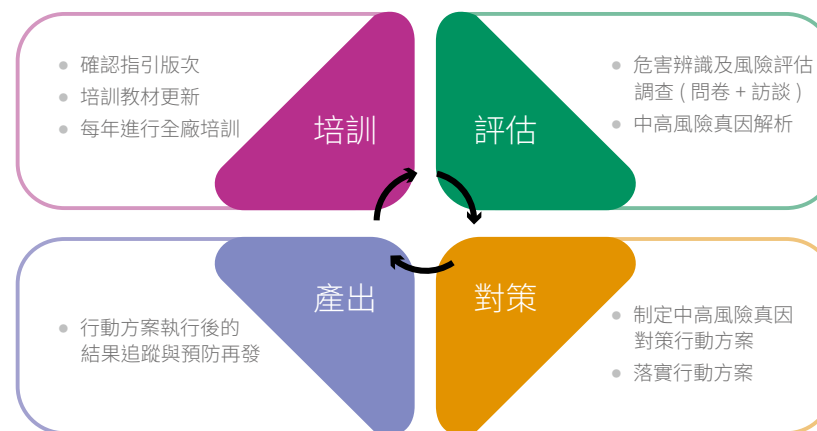 確認指引版次
培訓教材更新
每年進行全廠培訓
培訓
評估
危害辨識及風險評估
調查 ( 問卷 + 訪談 )
中高風險真因解析
行動方案執行後的
結果追蹤與預防再發
產出
對策
制定中高風險真因
對策行動方案
落實行動方案